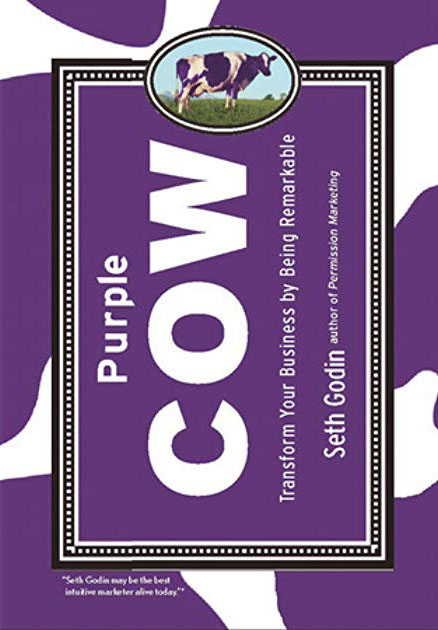 Purple
COW
Transform Your Business by Being Remarkable
Seth Godin author of Permission Marketing
"Seth Godin may be the best
intuitive marketer alive today."*